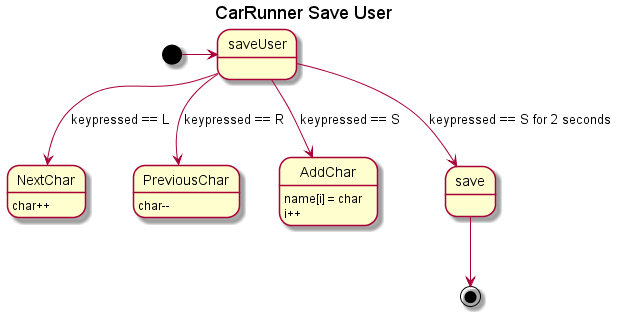 CarRunner Save User
saveUser
keypressed == L
keypressed == R
keypressed == S
keypressed == S for 2 seconds
NextChar
char++
PreviousChar
char--
AddChar
name[i] = char
i++
save